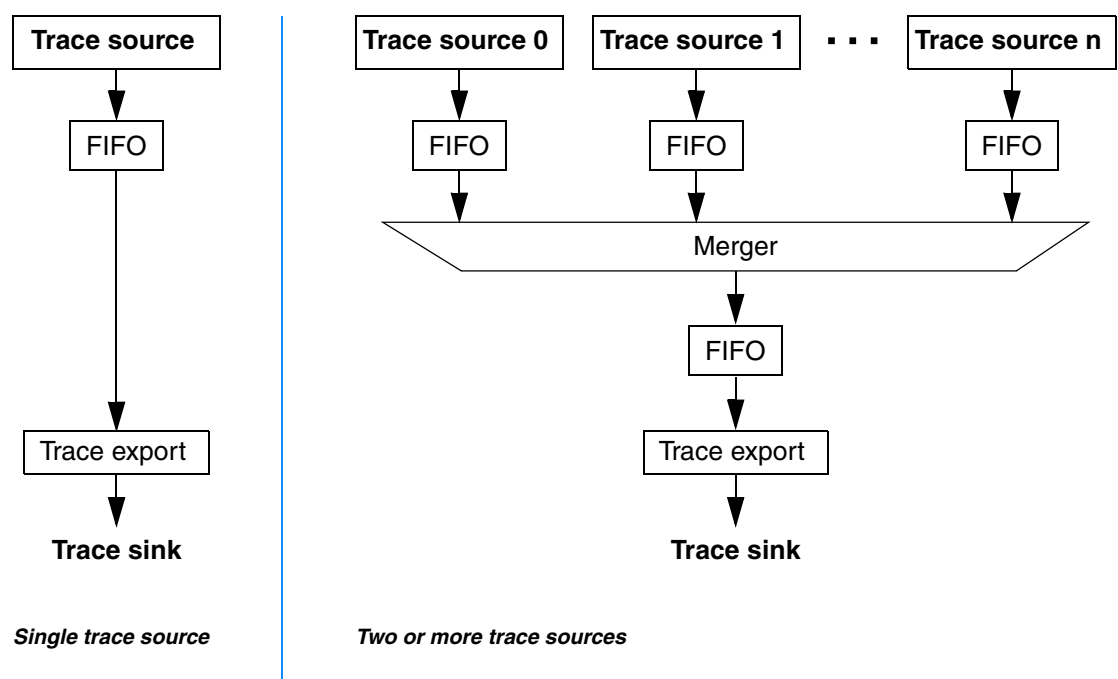 Trace source
FIFO
Trace export
Trace sink
Single trace source
Trace source 0
Trace source 1
. . .
Trace source n
FIFO
FIFO
FIFO
Merger
FIFO
Trace export
Trace sink
Two or more trace sources